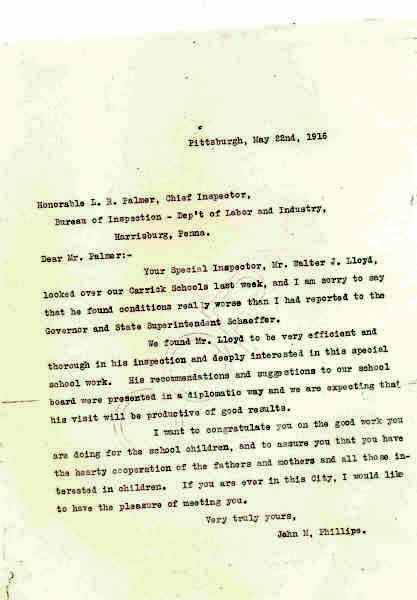 Pittsburgh, May 22nd, 1916
Honorable L. R. Palmer, Chief Inspector,
Bureau of Inspection - Dep't of Labor and Industry,
Harrisburg, Penna.
Dear Mr. Palmer:-
Your Special Inspector, Mr. Walter J. Lloyd,
looked over our Carrick Schools last week, and I am sorry to say
that he found conditions really worse than I had reported to the
Governor and State Superintendent Schaeffer.
We found Mr. Lloyd to be very efficient and
thorough in his inspection and deeply interested in this special
school work. His recommendations and suggestions to our school
board were presented in a diplomatic way and we are expecting that
his visit will be productive of good results.
I want to congratulate you on the good work you
are doing for the school children, and to assure you that you have
the hearty cooperation of the fathers and mothers and all those in-
terested in children. If you are ever in this City, I would like
to have the pleasure of meeting you.
Very truly yours,
John M. Phillips.